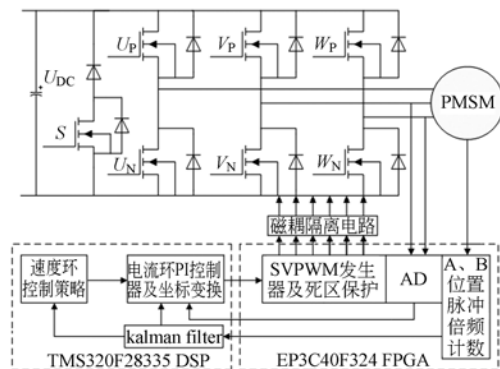 U_P
V_P
W_P
U_DC
+
PMSM
S
U_N
V_N
W_N
磁耦隔离电路
速度环
控制策略
电流环PI控制
器及坐标变换
SVPWM发生
器及死区保护
AD
A、B
位置
脉冲
倍频
计数
kalman filter
TMS320F28335 DSP
EP3C40F324 FPGA